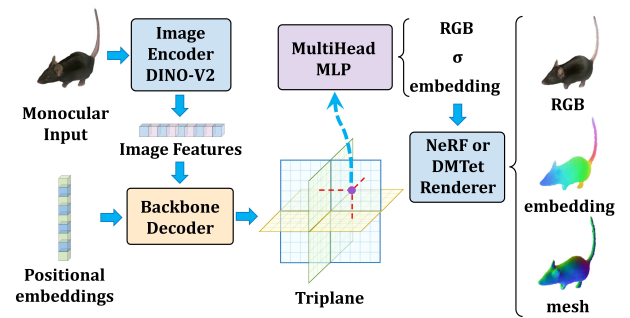 Monocular
Input
Image
Encoder
DINO-V2
Image Features
Positional
embeddings
Backbone
Decoder
Triplane
MultiHead
MLP
RGB
σ
embedding
NeRF or
DMTet
Renderer
RGB
embedding
mesh